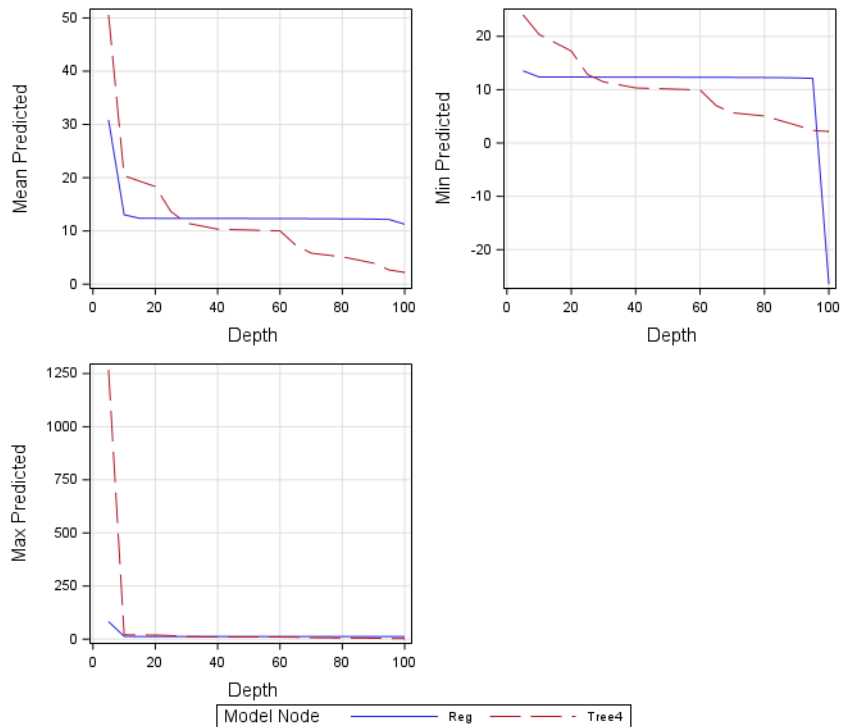 50
40
30
20
10
0
Mean Predicted
0 20 40 60 80 100
Depth
20
10
0
-10
-20
Min Predicted
0 20 40 60 80 100
Depth
1250
1000
750
500
250
0
Max Predicted
0 20 40 60 80 100
Depth
Model Node Reg Tree4